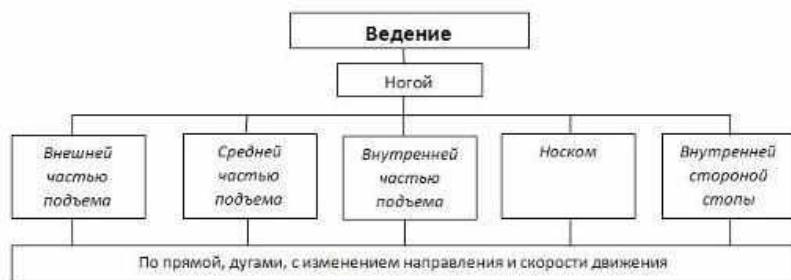 Ведение
Ногой
Внешней
частью
подъема
Средней
частью
подъема
Внутренней
частью
подъема
Носком
Внутренней
стороной
стопы
По прямой, дугами, с изменением направления и скорости движения